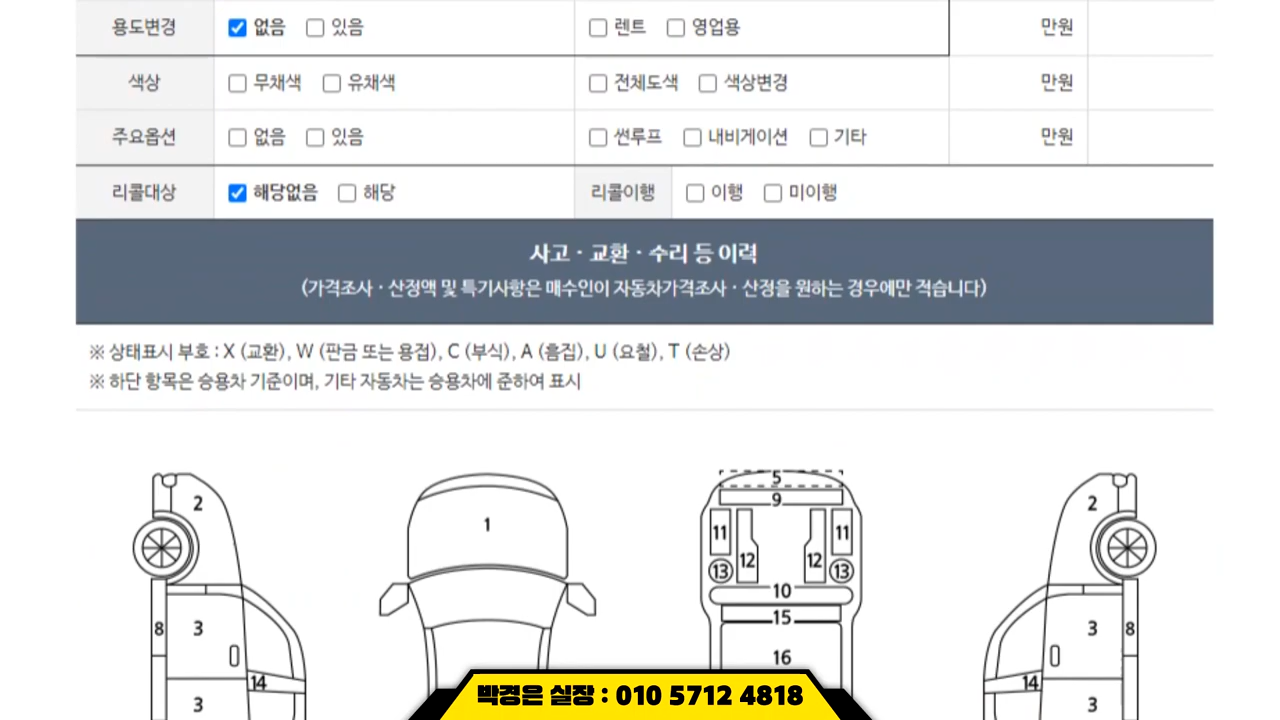 용도변경 없음 있음 렌트 영업용 만원
색상 무채색 유채색 전체도색 색상변경 만원
주요옵션 없음 있음 썬루프 내비게이션 기타 만원
리콜대상 해당없음 해당 리콜이행 이행 미이행
사고 · 교환 · 수리 등 이력
(가격조사 · 산정액 및 특기사항은 매수인이 자동차가격조사 · 산정을 원하는 경우에만 적습니다)
※ 상태표시 부호 : X (교환), W (판금 또는 용접), C (부식), A (흠집), U (요철), T (손상)
※ 하단 항목은 승용차 기준이며, 기타 자동차는 승용차에 준하여 표시
5
2 9 2
1
11 11
12 12
13 13
10
15
8 3 3 8
16
14 14
3 3
박경은 실장 : 010 5712 4818